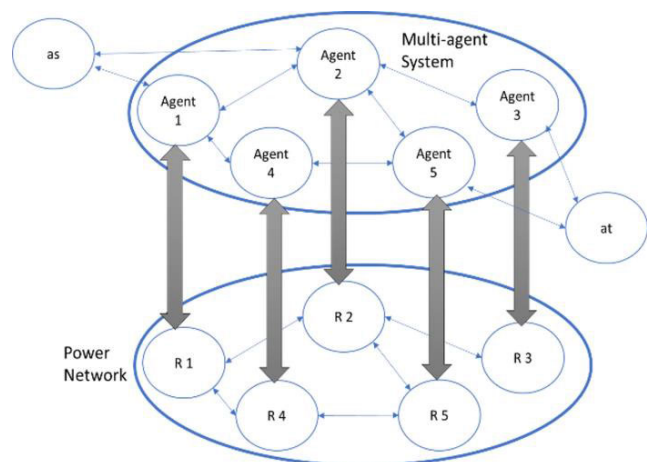 as
Multi-agent
System
Agent
1
Agent
2
Agent
3
Agent
4
Agent
5
at
Power
Network
R 1
R 2
R 3
R 4
R 5